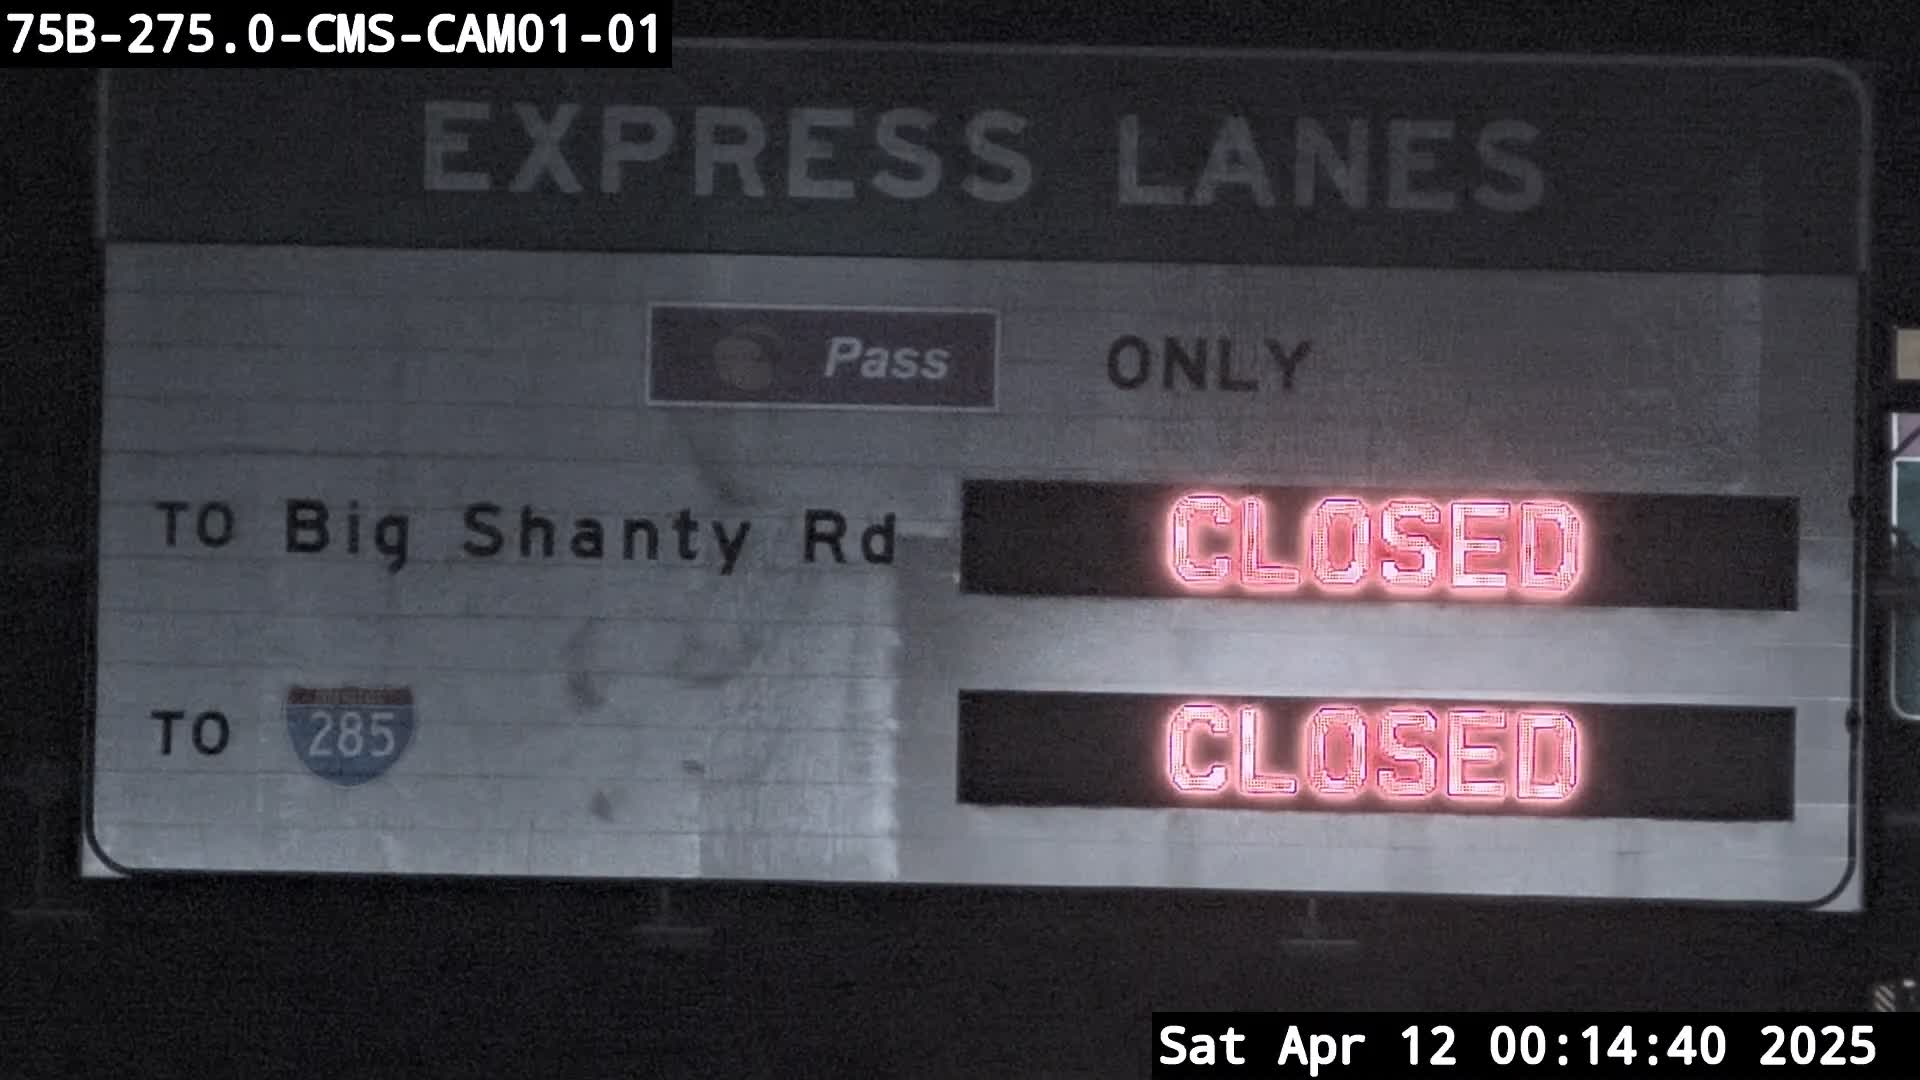 75B-275.0-CMS-CAM01-01
EXPRESS LANES
Pass ONLY
TO Big Shanty Rd CLOSED
TO 285 CLOSED
Sat Apr 12 00:14:40 2025